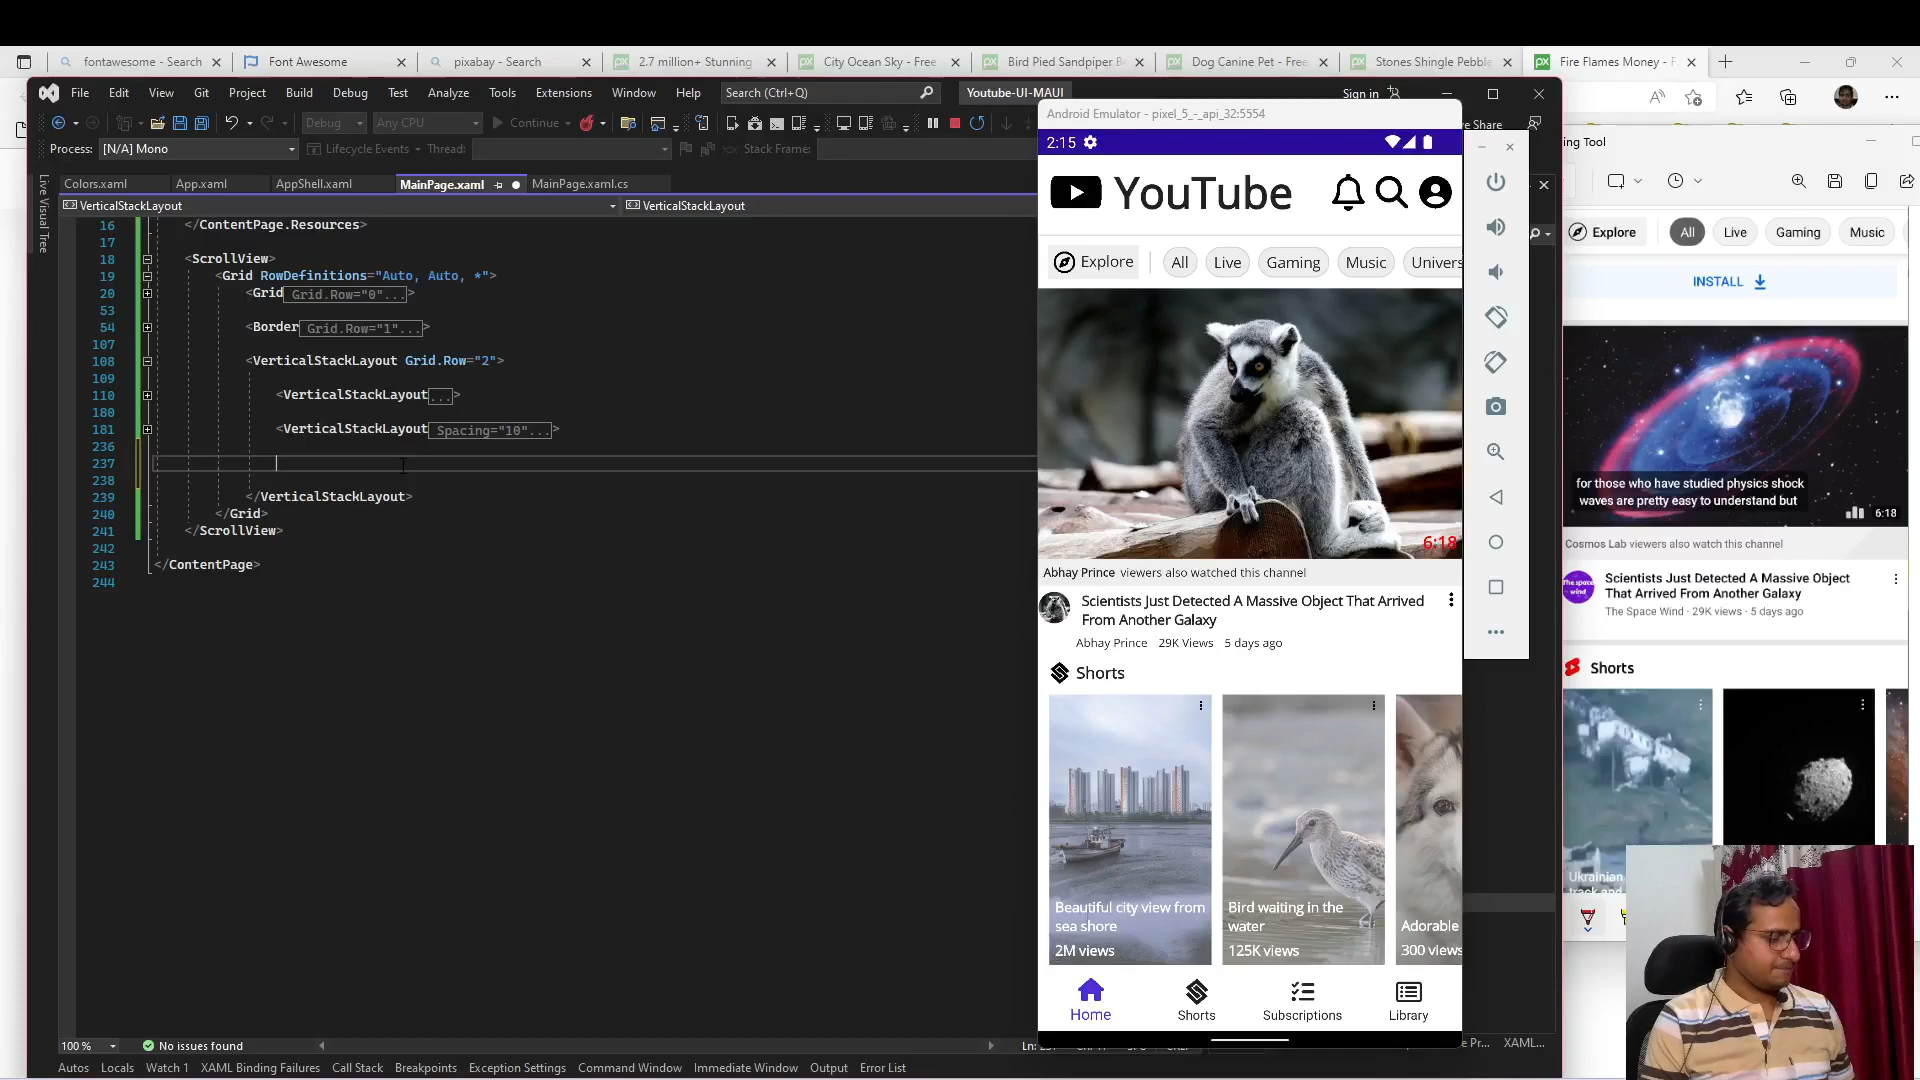 fontawesome - Search
Font Awesome
pixabay - Search
2.7 million+ Stunning
City Ocean Sky - Free
Bird Pied Sandpiper B
Dog Canine Pet - Free
Stones Shingle Pebble
Fire Flames Money - F
File Edit View Git Project Build Debug Test Analyze Tools Extensions Window Help Search (Ctrl+Q) Youtube-UI-MAUI Sign in
Debug Any CPU Continue
Share
Process: [N/A] Mono Lifecycle Events Thread: Stack Frame:
Colors.xaml App.xaml AppShell.xaml MainPage.xaml MainPage.xaml.cs
VerticalStackLayout VerticalStackLayout
Live Visual Tree
16 </ContentPage.Resources>
17
18 <ScrollView>
19 <Grid RowDefinitions="Auto, Auto, *">
20 <Grid Grid.Row="0"...>
53
54 <Border Grid.Row="1"...>
107
108 <VerticalStackLayout Grid.Row="2">
109
110 <VerticalStackLayout...>
180
181 <VerticalStackLayout Spacing="10"...>
236
237
238
239 </VerticalStackLayout>
240 </Grid>
241 </ScrollView>
242
243 </ContentPage>
244
100 % No issues found
XAML...
Autos Locals Watch 1 XAML Binding Failures Call Stack Breakpoints Exception Settings Command Window Immediate Window Output Error List
Android Emulator - pixel_5_-_api_32:5554
2:15
YouTube
Explore All Live Gaming Music Univers
6:18
Abhay Prince viewers also watched this channel
Scientists Just Detected A Massive Object That Arrived
From Another Galaxy
Abhay Prince 29K Views 5 days ago
Shorts
Beautiful city view from
sea shore
2M views
Bird waiting in the
water
125K views
Adorable
300 views
Home Shorts Subscriptions Library
ing Tool
Explore All Live Gaming Music
INSTALL
for those who have studied physics shock
waves are pretty easy to understand but
6:18
Cosmos Lab viewers also watch this channel
The space
wind
Scientists Just Detected A Massive Object
That Arrived From Another Galaxy
The Space Wind · 29K views · 5 days ago
Shorts
Ukrainian
track and